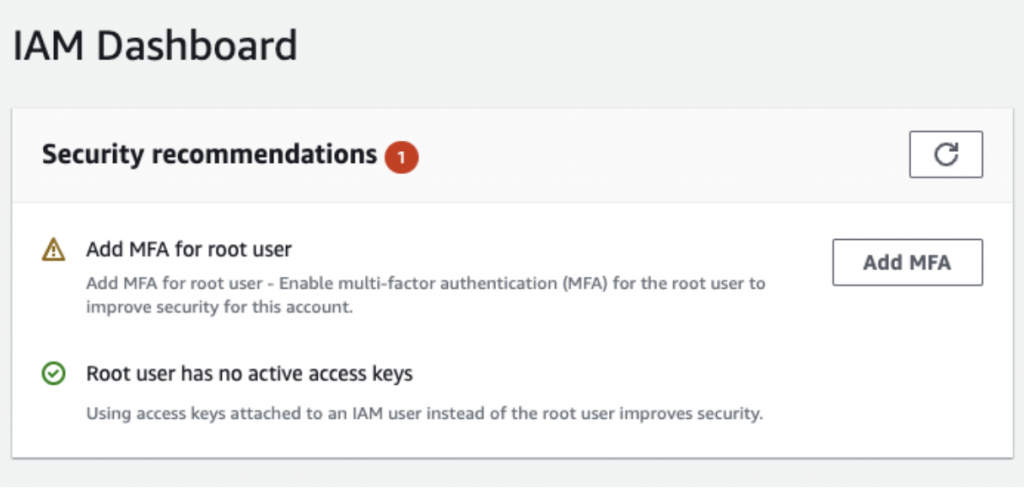 IAM Dashboard
Security recommendations 1
Add MFA for root user
Add MFA
Add MFA for root user - Enable multi-factor authentication (MFA) for the root user to
improve security for this account.
Root user has no active access keys
Using access keys attached to an IAM user instead of the root user improves security.